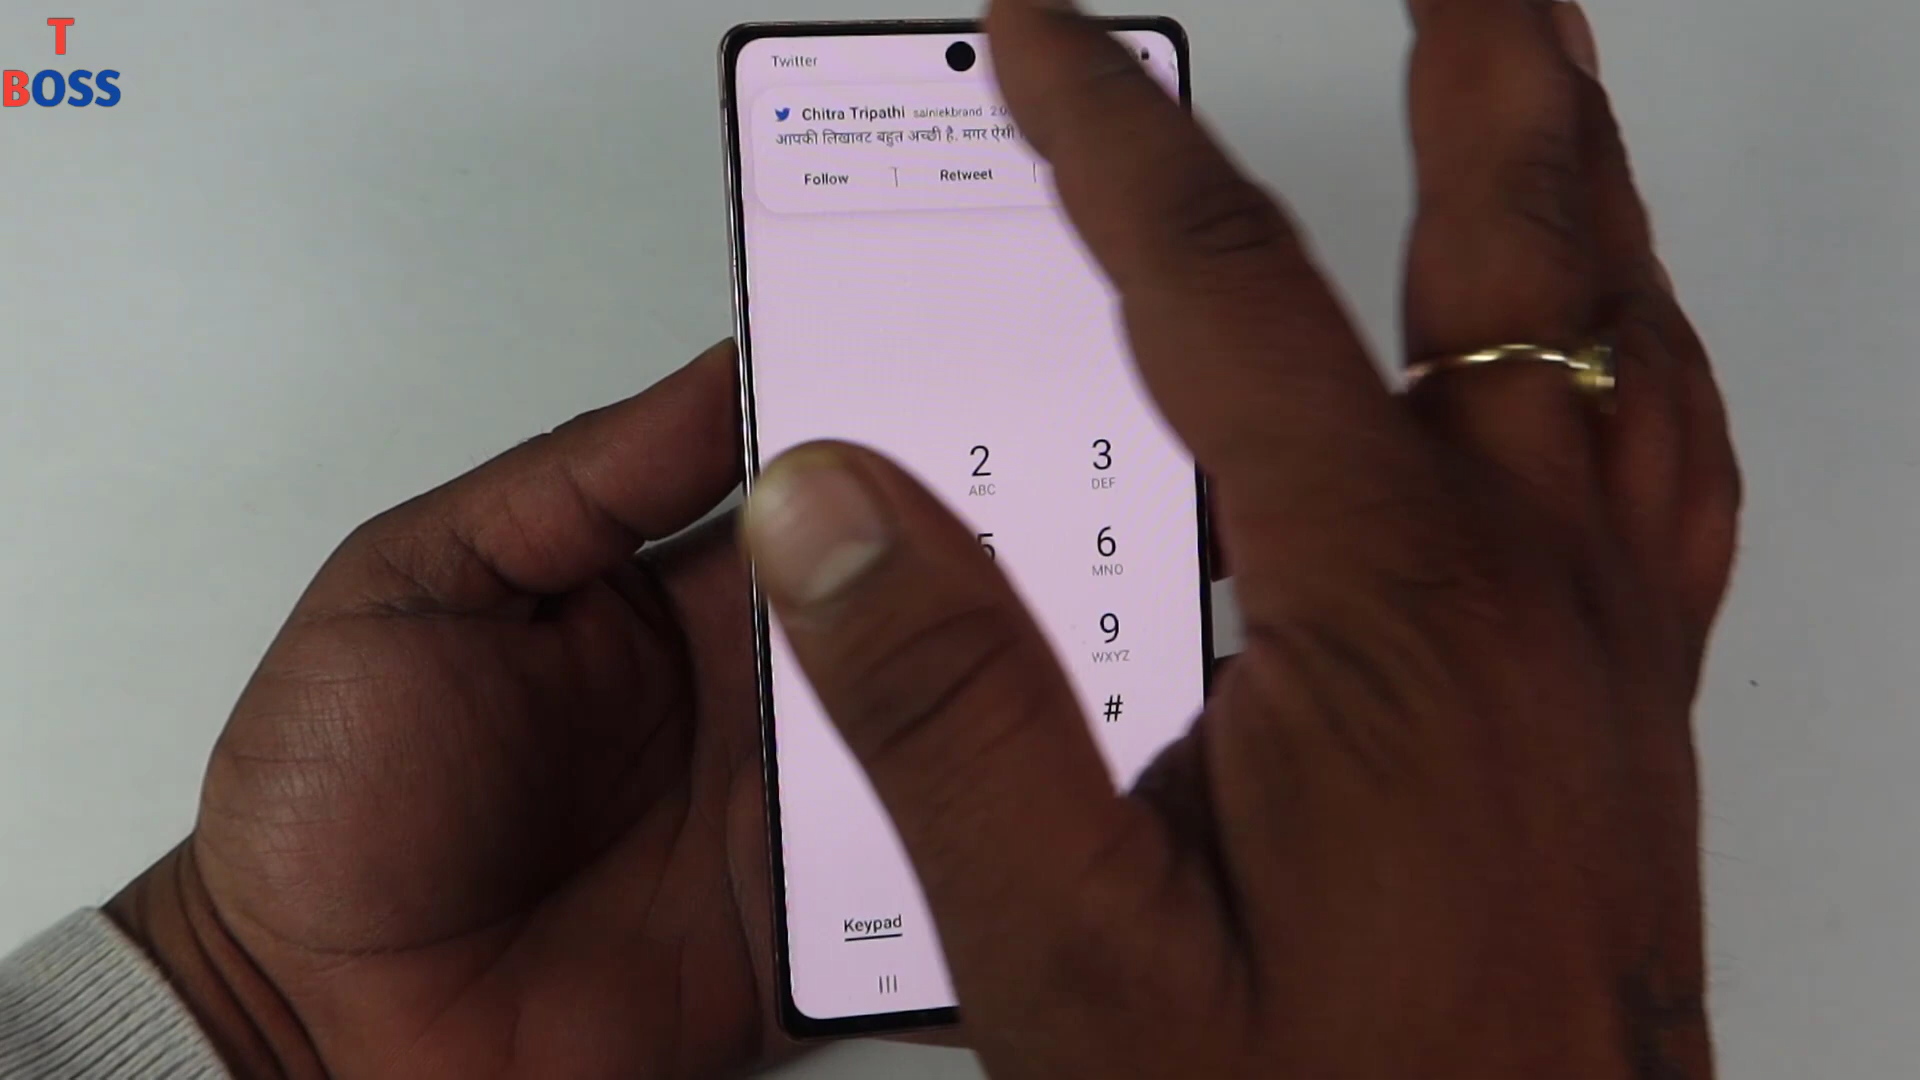 T
BOSS
Twitter
Chitra Tripathi sainiekbrand
आपकी लिखावट बहुत अच्छी है. मगर ऐसी
Follow
Retweet
2
ABC
3
DEF
5
6
MNO
9
WXYZ
#
Keypad